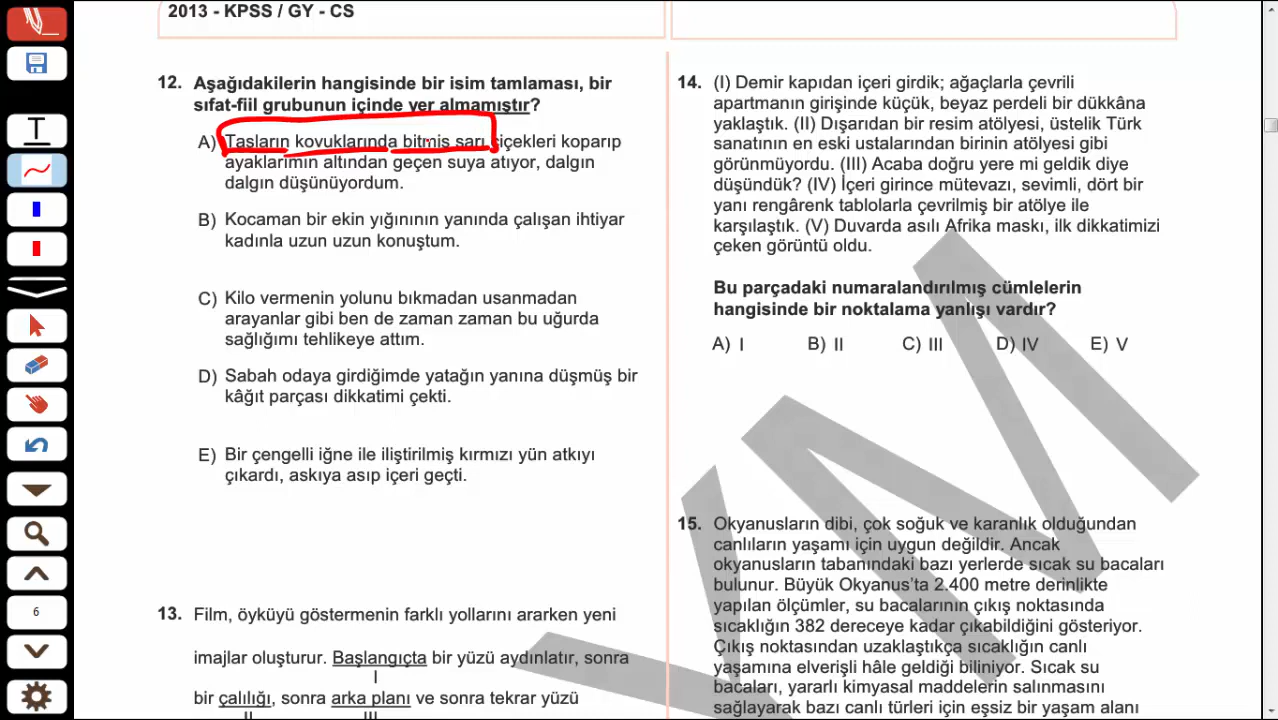 2013 - KPSS / GY - CS
12. Aşağıdakilerin hangisinde bir isim tamlaması, bir
sıfat-fiil grubunun içinde yer almamıştır?
A) Taşların kovuklarında bitmiş sarı çiçekleri koparıp
ayaklarımın altından geçen suya atıyor, dalgın
dalgın düşünüyordum.
B) Kocaman bir ekin yığınının yanında çalışan ihtiyar
kadınla uzun uzun konuştum.
C) Kilo vermenin yolunu bıkmadan usanmadan
arayanlar gibi ben de zaman zaman bu uğurda
sağlığımı tehlikeye attım.
D) Sabah odaya girdiğimde yatağın yanına düşmüş bir
kâğıt parçası dikkatimi çekti.
E) Bir çengelli iğne ile iliştirilmiş kırmızı yün atkıyı
çıkardı, askıya asıp içeri geçti.
13. Film, öyküyü göstermenin farklı yollarını ararken yeni
imajlar oluşturur. Başlangıçta bir yüzü aydınlatır, sonra
I
bir çalılığı, sonra arka planı ve sonra tekrar yüzü
II III
14. (I) Demir kapıdan içeri girdik; ağaçlarla çevrili
apartmanın girişinde küçük, beyaz perdeli bir dükkâna
yaklaştık. (II) Dışarıdan bir resim atölyesi, üstelik Türk
sanatının en eski ustalarından birinin atölyesi gibi
görünmüyordu. (III) Acaba doğru yere mi geldik diye
düşündük? (IV) İçeri girince mütevazı, sevimli, dört bir
yanı rengârenk tablolarla çevrilmiş bir atölye ile
karşılaştık. (V) Duvarda asılı Afrika maskı, ilk dikkatimizi
çeken görüntü oldu.
Bu parçadaki numaralandırılmış cümlelerin
hangisinde bir noktalama yanlışı vardır?
A) I B) II C) III D) IV E) V
15. Okyanusların dibi, çok soğuk ve karanlık olduğundan
canlıların yaşamı için uygun değildir. Ancak
okyanusların tabanındaki bazı yerlerde sıcak su bacaları
bulunur. Büyük Okyanus'ta 2.400 metre derinlikte
yapılan ölçümler, su bacalarının çıkış noktasında
sıcaklığın 382 dereceye kadar çıkabildiğini gösteriyor.
Çıkış noktasından uzaklaştıkça sıcaklığın canlı
yaşamına elverişli hâle geldiği biliniyor. Sıcak su
bacaları, yararlı kimyasal maddelerin salınmasını
sağlayarak bazı canlı türleri için eşsiz bir yaşam alanı
T
6